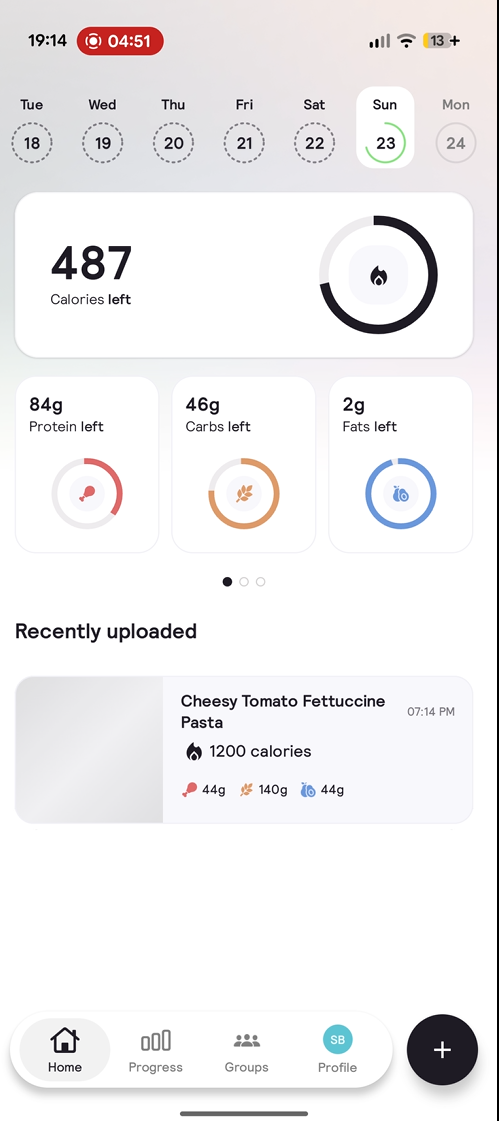 19:14 04:51 13+
Tue Wed Thu Fri Sat Sun Mon
18 19 20 21 22 23 24
487
Calories left
84g 46g 2g
Protein left Carbs left Fats left
Recently uploaded
Cheesy Tomato Fettuccine
Pasta
07:14 PM
1200 calories
44g 140g 44g
SB
Home Progress Groups Profile